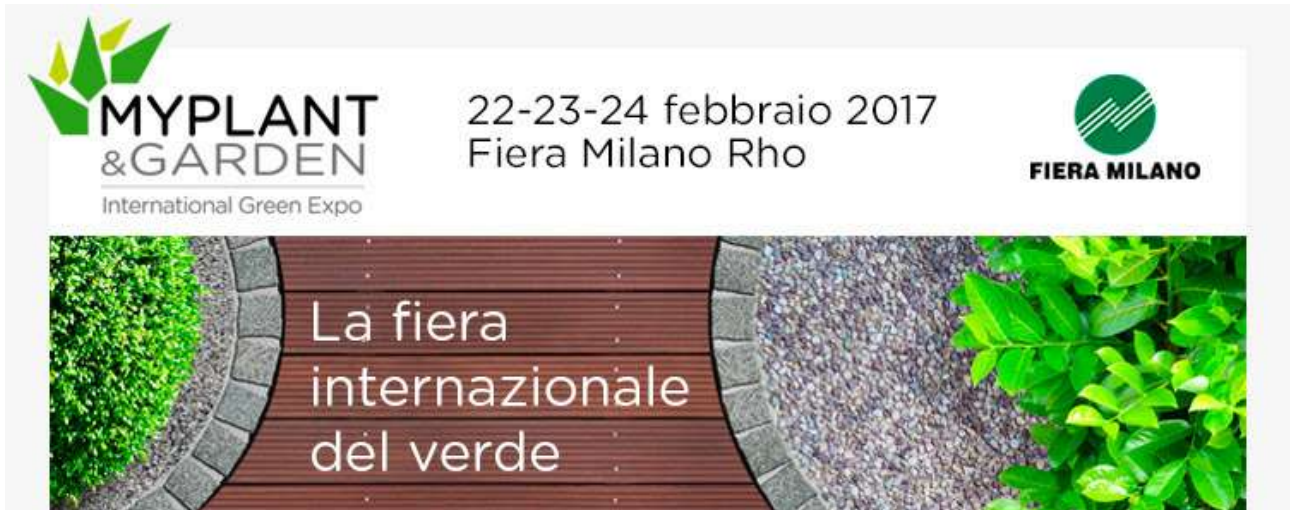 MYPLANT
&GARDEN
International Green Expo
22-23-24 febbraio 2017
Fiera Milano Rho
FIERA MILANO
La fiera
internazionale
del verde